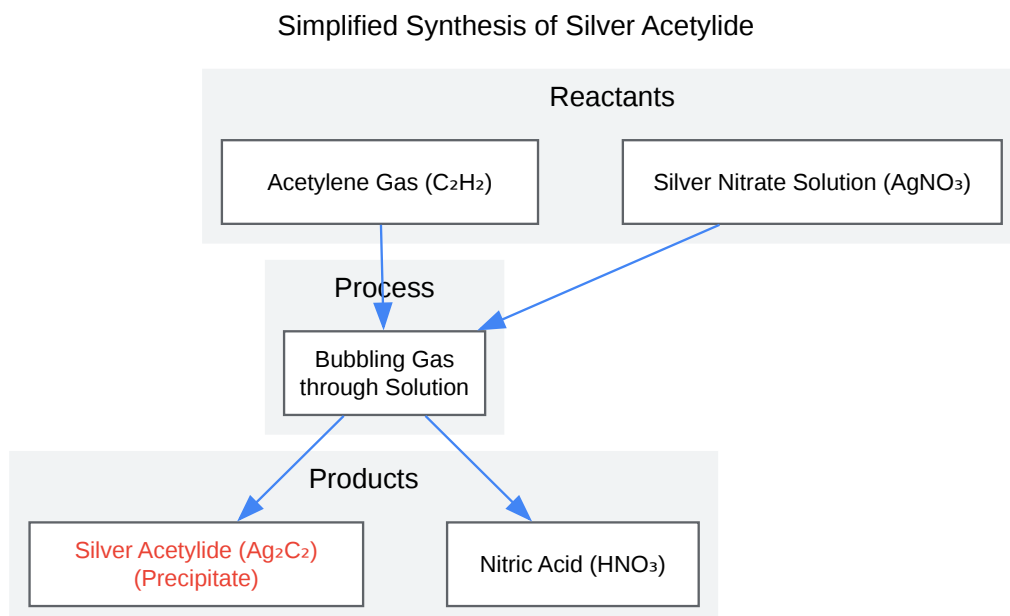 Simplified Synthesis of Silver Acetylide
Reactants
Acetylene Gas (C₂H₂)
Silver Nitrate Solution (AgNO₃)
Process
Bubbling Gas
through Solution
Products
Silver Acetylide (Ag₂C₂)
(Precipitate)
Nitric Acid (HNO₃)